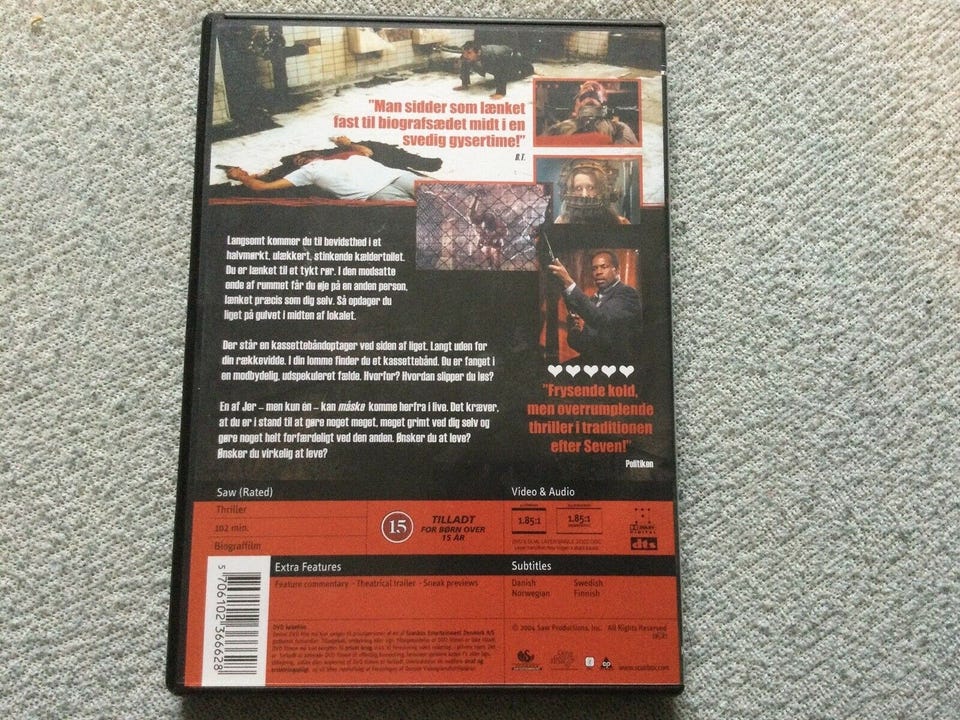 "Man sidder som lænket
fast til biografsædet midt i en
svedig gysertime!"
B.T.
Langsomt kommer du til bevidsthed i et
halvmørkt, ulækkert, stinkende kældertoilet.
Du er lænket til et tykt rør. I den modsatte
ende af rummet får du øje på en anden person,
lænket præcis som dig selv. Så opdager du
liget på gulvet i midten af lokalet.
Der står en kassettebåndoptager ved siden af liget. Langt uden for
din rækkevidde. I din lomme finder du et kassettebånd. Du er fanget i
en modbydelig, udspekuleret fælde. Hvorfor? Hvordan slipper du løs?
En af Jer – men kun én – kan måske komme herfra i live. Det kræver,
at du er i stand til at gøre noget meget, meget grimt ved dig selv og
gøre noget helt forfærdeligt ved den anden. Ønsker du at leve?
Ønsker du virkelig at leve?
"Frysende kold,
men overrumplende
thriller i traditionen
efter Seven!"
Politiken
Saw (Rated)
Thriller
102 min.
Biograffilm
15
TILLADT
FOR BØRN OVER
15 ÅR
Video & Audio
1.85:1
1.85:1
DOLBY
DIGITAL
dts
Extra Features
Feature commentary - Theatrical trailer - Sneak previews
Subtitles
Danish
Swedish
Norwegian
Finnish
5 706102 366628
© 2004 Saw Productions, Inc. All Rights Reserved
www.scanbox.com